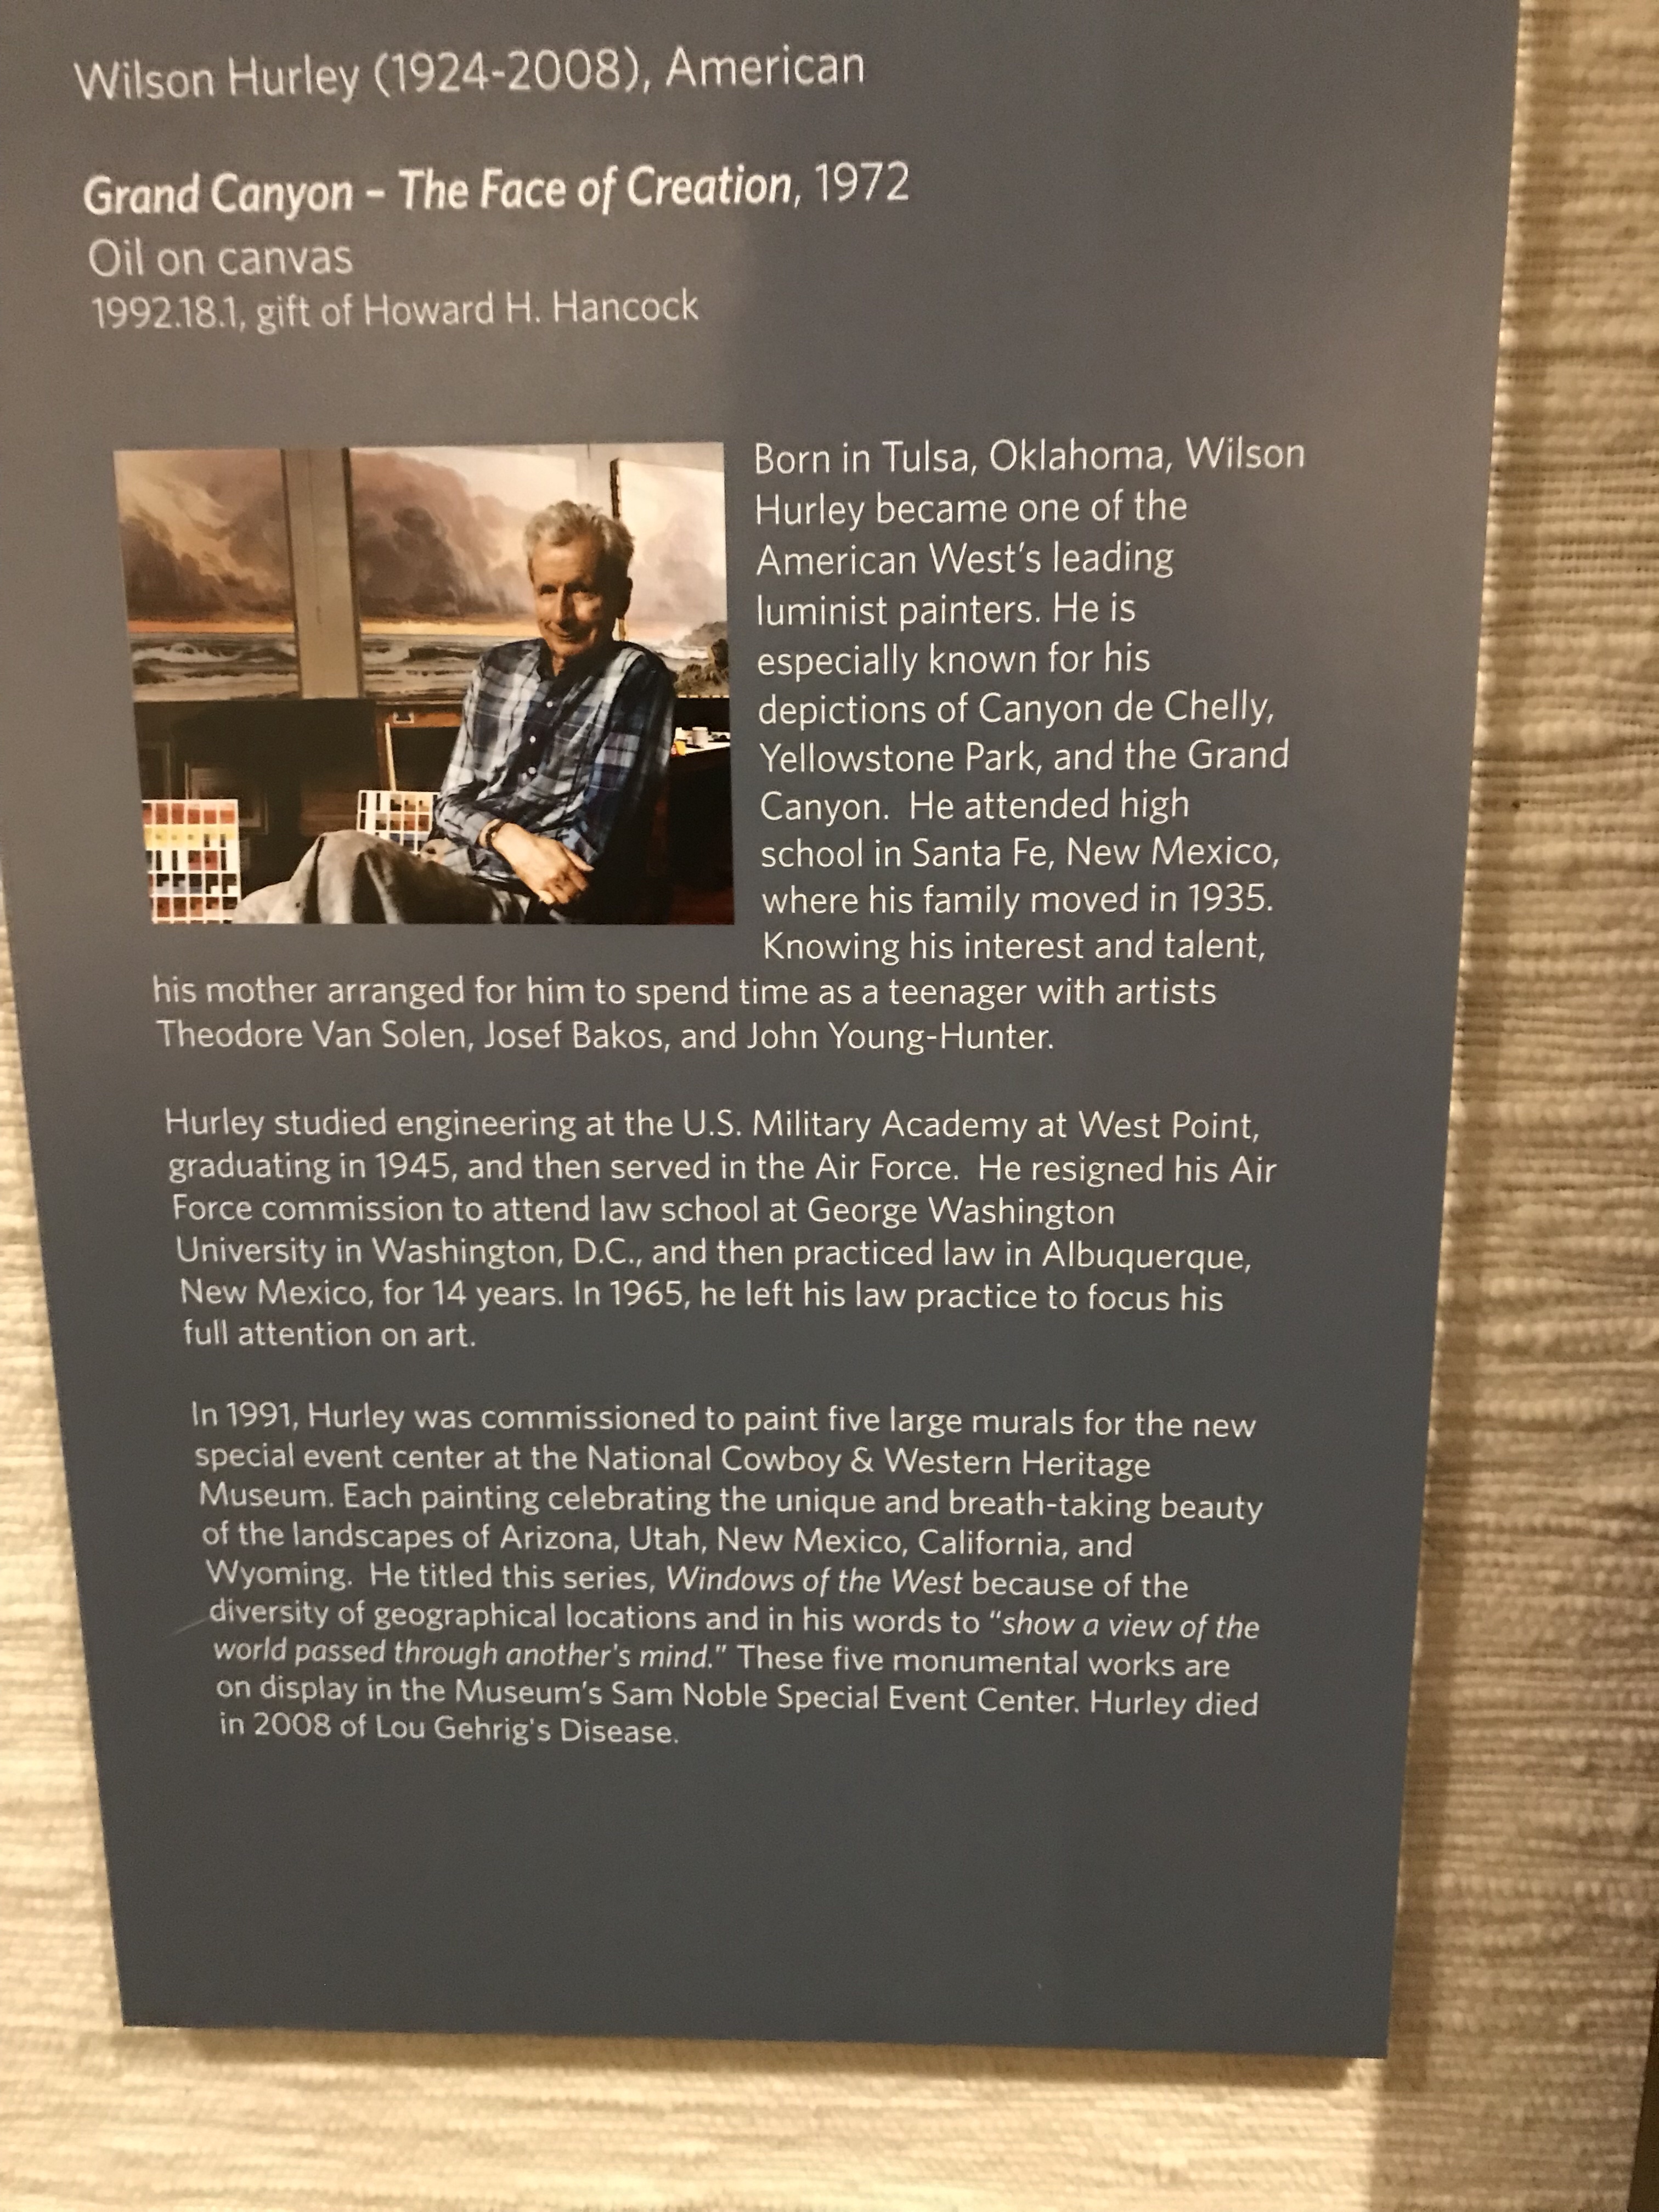 Wilson Hurley (1924-2008), American
Grand Canyon – The Face of Creation, 1972
Oil on canvas
1992.18.1, gift of Howard H. Hancock
Born in Tulsa, Oklahoma, Wilson
Hurley became one of the
American West's leading
luminist painters. He is
especially known for his
depictions of Canyon de Chelly,
Yellowstone Park, and the Grand
Canyon.  He attended high
school in Santa Fe, New Mexico,
where his family moved in 1935.
Knowing his interest and talent,
his mother arranged for him to spend time as a teenager with artists
Theodore Van Solen, Josef Bakos, and John Young-Hunter.
Hurley studied engineering at the U.S. Military Academy at West Point,
graduating in 1945, and then served in the Air Force.  He resigned his Air
Force commission to attend law school at George Washington
University in Washington, D.C., and then practiced law in Albuquerque,
New Mexico, for 14 years. In 1965, he left his law practice to focus his
full attention on art.
In 1991, Hurley was commissioned to paint five large murals for the new
special event center at the National Cowboy & Western Heritage
Museum. Each painting celebrating the unique and breath-taking beauty
of the landscapes of Arizona, Utah, New Mexico, California, and
Wyoming.  He titled this series, Windows of the West because of the
diversity of geographical locations and in his words to "show a view of the
world passed through another's mind." These five monumental works are
on display in the Museum's Sam Noble Special Event Center. Hurley died
in 2008 of Lou Gehrig's Disease.